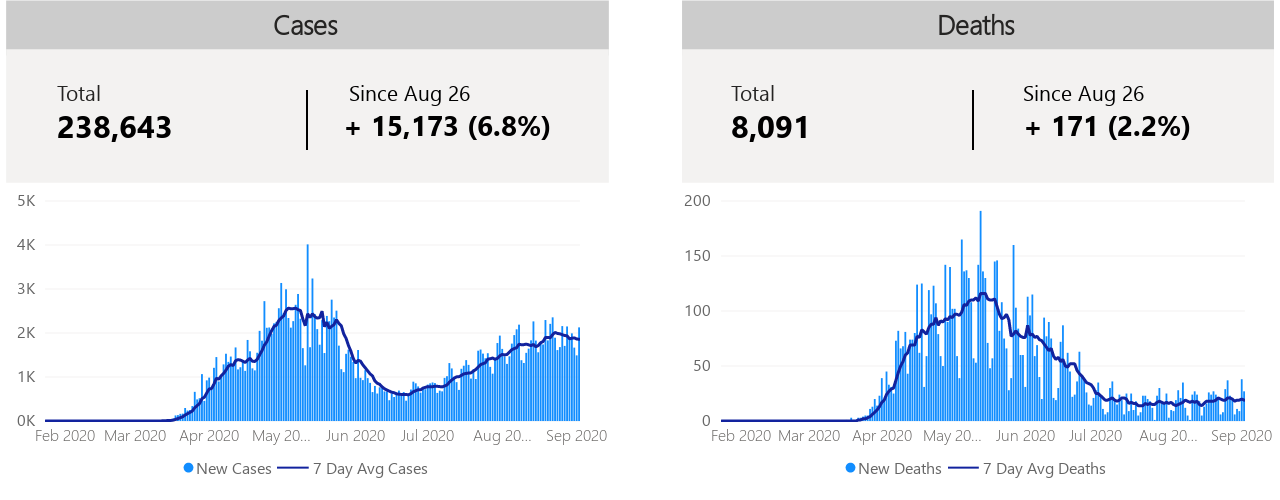 Cases
Total
238,643
Since Aug 26
+ 15,173 (6.8%)
5K
4K
3K
2K
1K
0K
Feb 2020 Mar 2020 Apr 2020 May 20... Jun 2020 Jul 2020 Aug 20... Sep 2020
New Cases 7 Day Avg Cases
Deaths
Total
8,091
Since Aug 26
+ 171 (2.2%)
200
150
100
50
0
Feb 2020 Mar 2020 Apr 2020 May 20... Jun 2020 Jul 2020 Aug 20... Sep 2020
New Deaths 7 Day Avg Deaths